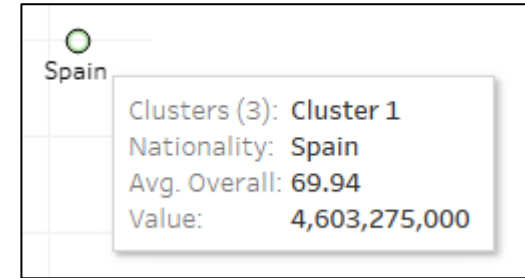 Spain
Clusters (3): Cluster 1
Nationality: Spain
Avg. Overall: 69.94
Value: 4,603,275,000